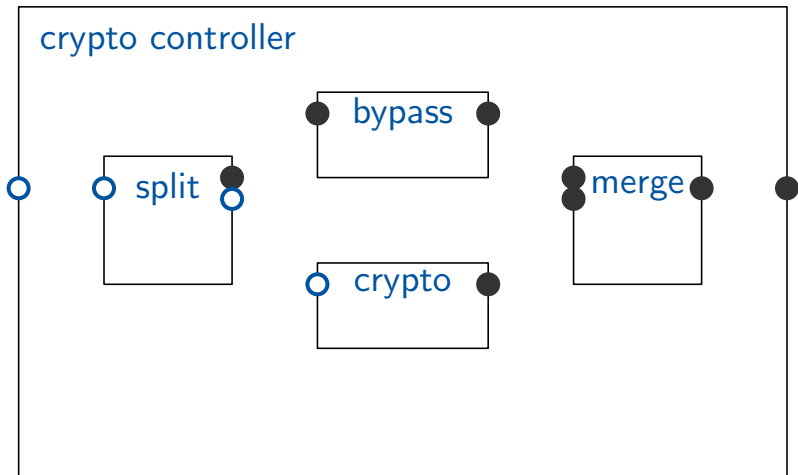 crypto controller
bypass
split
merge
crypto